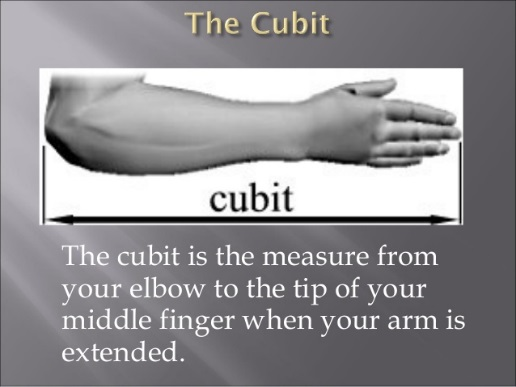 The Cubit
cubit
The cubit is the measure from
your elbow to the tip of your
middle finger when your arm is
extended.